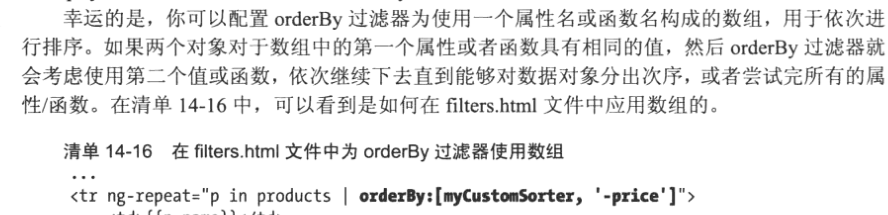 幸运的是，你可以配置 orderBy 过滤器为使用一个属性名或函数名构成的数组，用于依次进
行排序。如果两个对象对于数组中的第一个属性或者函数具有相同的值，然后 orderBy 过滤器就
会考虑使用第二个值或函数，依次继续下去直到能够对数据对象分出次序，或者尝试完所有的属
性/函数。在清单 14-16 中，可以看到是如何在 filters.html 文件中应用数组的。
清单 14-16 在 filters.html 文件中为 orderBy 过滤器使用数组
...
<tr ng-repeat="p in products | orderBy:[myCustomSorter, '-price']">